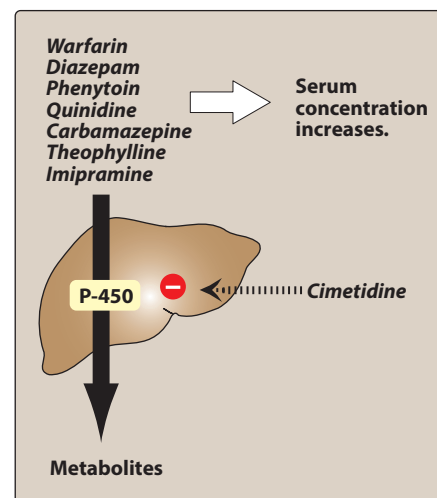 Warfarin
Diazepam
Phenytoin
Quinidine
Carbamazepine
Theophylline
Imipramine
Serum
concentration
increases.
P-450
Cimetidine
Metabolites